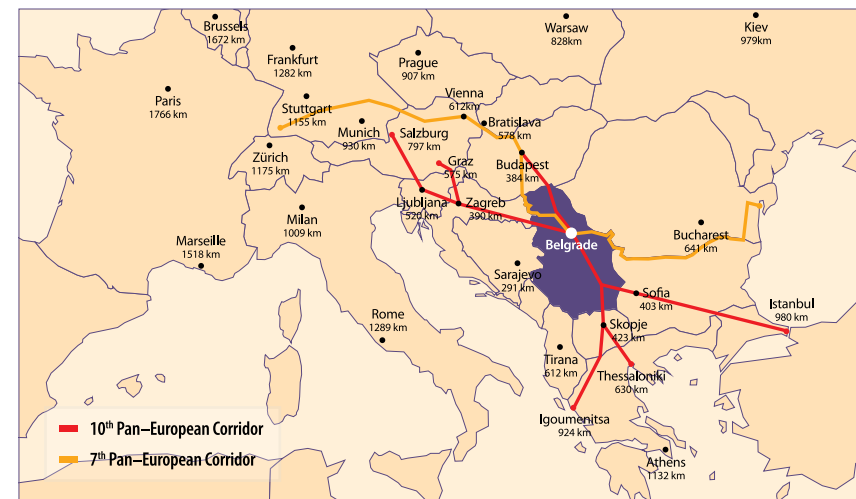 Brussels
1672 km
Warsaw
828km
Kiev
979km
Frankfurt
1282 km
Prague
907 km
Paris
1766 km
Stuttgart
1155 km
Vienna
612km
Munich
930 km
Salzburg
797 km
Bratislava
578 km
Zürich
1175 km
Graz
575 km
Budapest
384 km
Ljubljana
520 km
Zagreb
390 km
Milan
1009 km
Marseille
1518 km
Belgrade
Bucharest
641 km
Sarajevo
291 km
Sofia
403 km
Istanbul
980 km
Rome
1289 km
Skopje
423 km
Tirana
612 km
Thessaloniki
630 km
Igoumenitsa
924 km
Athens
1132 km
10th Pan–European Corridor
7th Pan–European Corridor